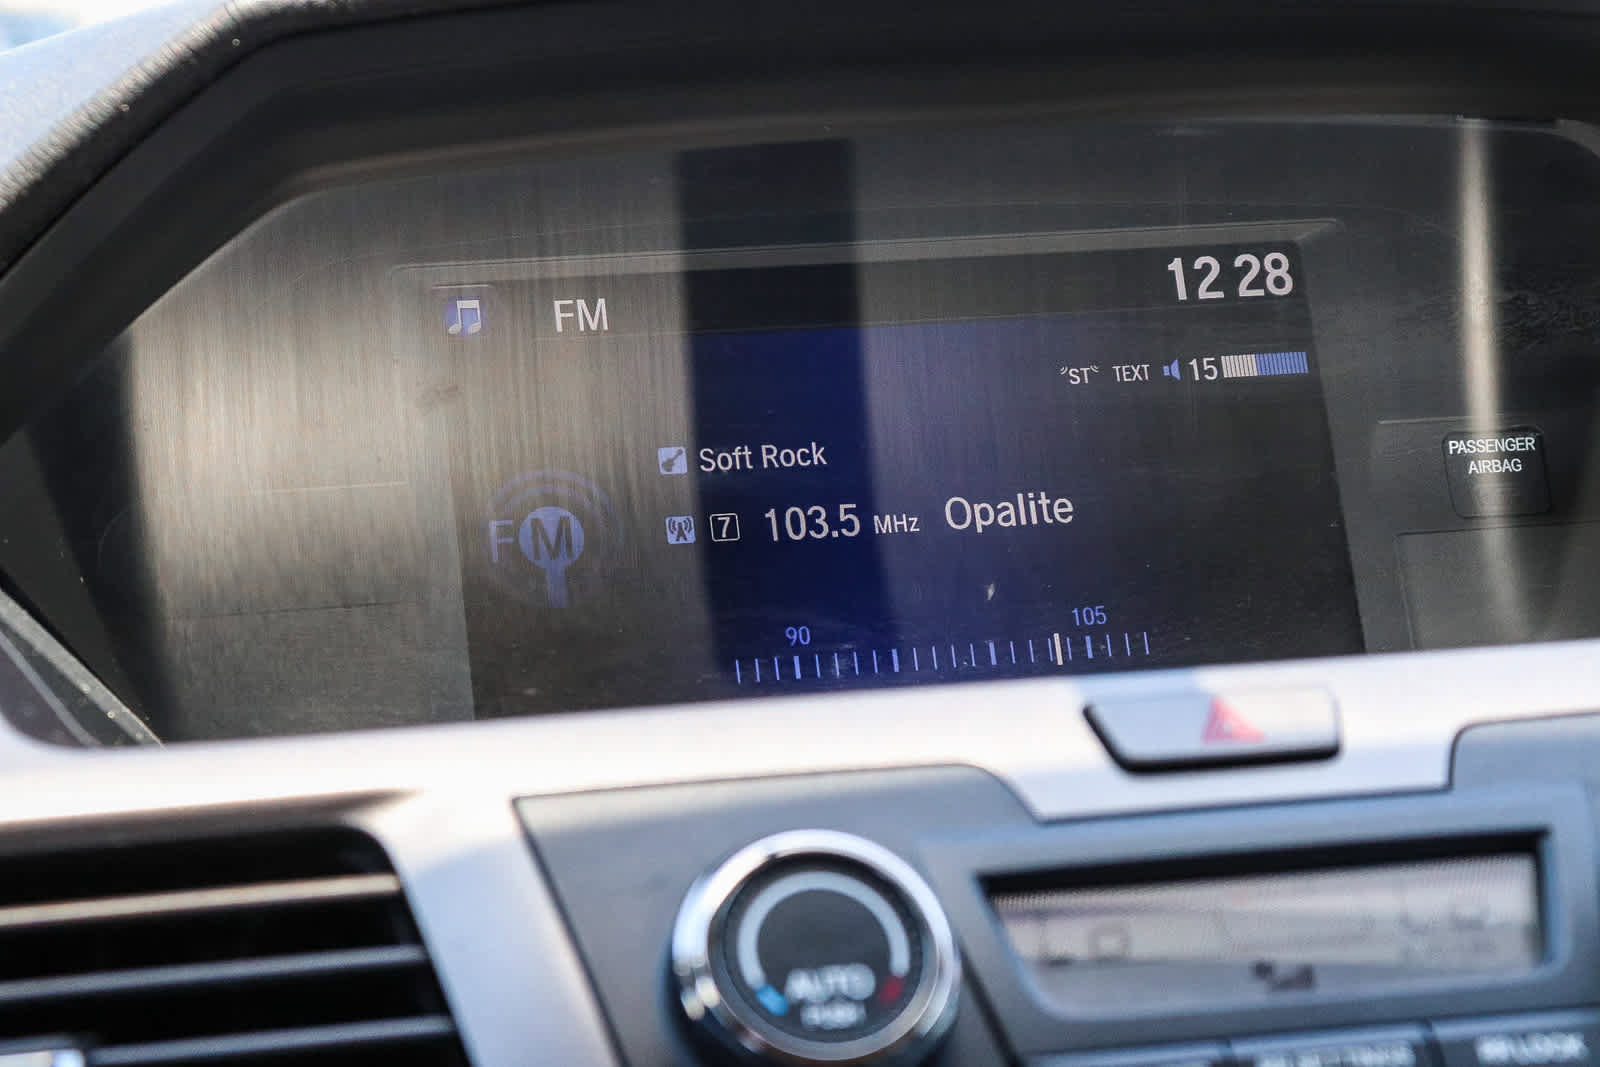 FM
12 28
ST TEXT 15
Soft Rock
FM
7 103.5 MHz Opalite
90 105
PASSENGER
AIRBAG
AUTO
PUSH